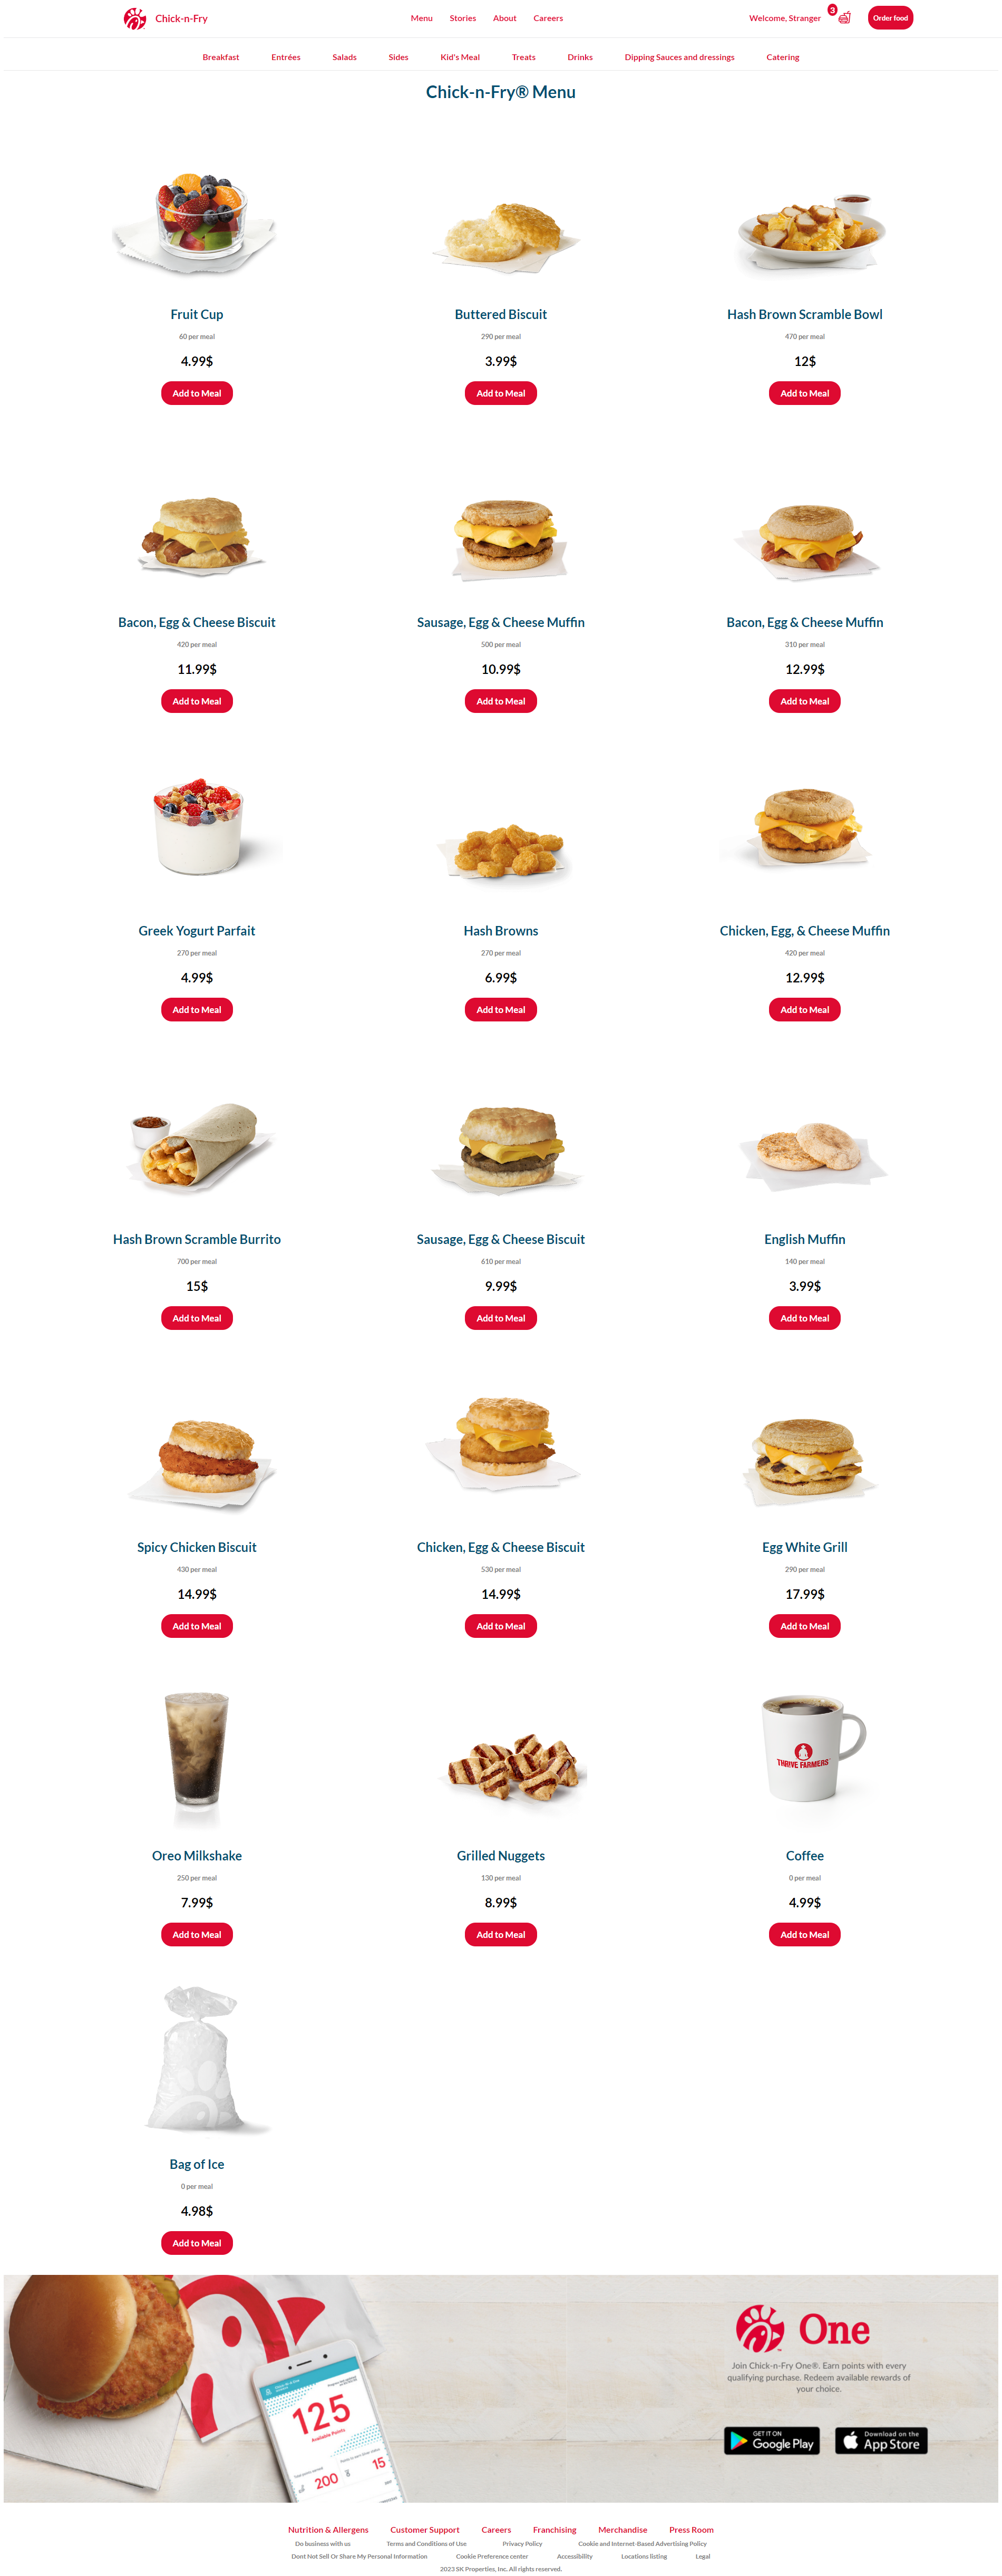 Chick-n-Fry
Menu Stories About Careers
Welcome, Stranger 3 Order food
Breakfast Entrées Salads Sides Kid's Meal Treats Drinks Dipping Sauces and dressings Catering
Chick-n-Fry® Menu
Fruit Cup
60 per meal
4.99$
Add to Meal
Buttered Biscuit
290 per meal
3.99$
Add to Meal
Hash Brown Scramble Bowl
470 per meal
12$
Add to Meal
Bacon, Egg & Cheese Biscuit
420 per meal
11.99$
Add to Meal
Sausage, Egg & Cheese Muffin
500 per meal
10.99$
Add to Meal
Bacon, Egg & Cheese Muffin
310 per meal
12.99$
Add to Meal
Greek Yogurt Parfait
270 per meal
4.99$
Add to Meal
Hash Browns
270 per meal
6.99$
Add to Meal
Chicken, Egg, & Cheese Muffin
420 per meal
12.99$
Add to Meal
Hash Brown Scramble Burrito
700 per meal
15$
Add to Meal
Sausage, Egg & Cheese Biscuit
610 per meal
9.99$
Add to Meal
English Muffin
140 per meal
3.99$
Add to Meal
Spicy Chicken Biscuit
430 per meal
14.99$
Add to Meal
Chicken, Egg & Cheese Biscuit
530 per meal
14.99$
Add to Meal
Egg White Grill
290 per meal
17.99$
Add to Meal
Oreo Milkshake
250 per meal
7.99$
Add to Meal
Grilled Nuggets
130 per meal
8.99$
Add to Meal
THRIVE FARMERS
Coffee
0 per meal
4.99$
Add to Meal
Bag of Ice
0 per meal
4.98$
Add to Meal
125
Available Points
200
15
One
Join Chick-n-Fry One®. Earn points with every
qualifying purchase. Redeem available rewards of
your choice.
GET IT ON
Google Play
Download on the
App Store
Nutrition & Allergens Customer Support Careers Franchising Merchandise Press Room
Do business with us Terms and Conditions of Use Privacy Policy Cookie and Internet-Based Advertising Policy
Dont Not Sell Or Share My Personal Information Cookie Preference center Accessibility Locations listing Legal
2023 SK Properties, Inc. All rights reserved.